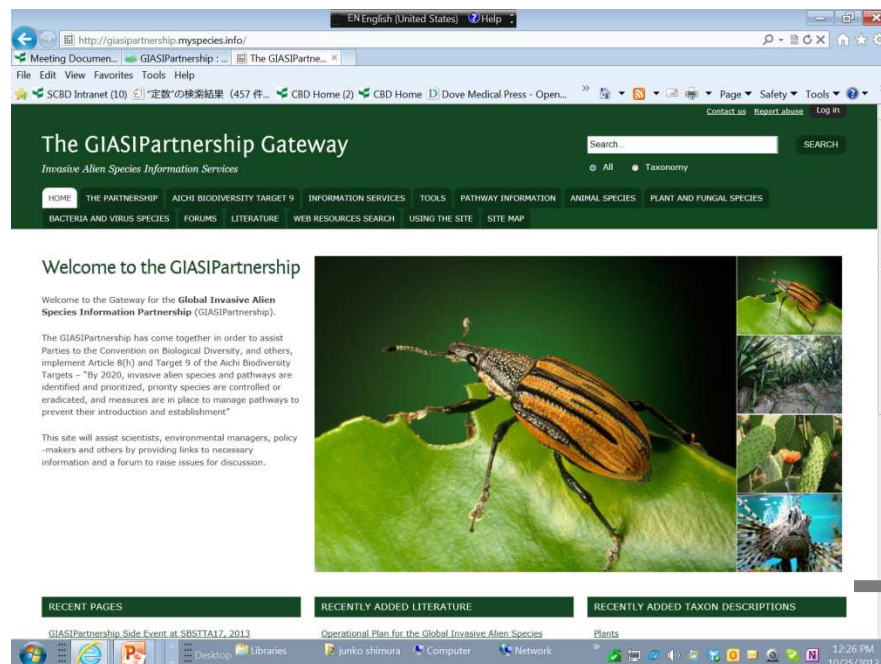 EN English (United States) Help
http://giasipartnership.myspecies.info/
Meeting Documen... GIASIPartnership : ... The GIASIPartne...
File Edit View Favorites Tools Help
SCBD Intranet (10) "定数"の検索結果 (457 件... CBD Home (2) CBD Home Dove Medical Press - Open... Page Safety Tools
Contact us Report abuse Log in
The GIASIPartnership Gateway
Invasive Alien Species Information Services
Search... SEARCH
All Taxonomy
HOME THE PARTNERSHIP AICHI BIODIVERSITY TARGET 9 INFORMATION SERVICES TOOLS PATHWAY INFORMATION ANIMAL SPECIES PLANT AND FUNGAL SPECIES
BACTERIA AND VIRUS SPECIES FORUMS LITERATURE WEB RESOURCES SEARCH USING THE SITE SITE MAP
Welcome to the GIASIPartnership
Welcome to the Gateway for the Global Invasive Alien
Species Information Partnership (GIASIPartnership).
The GIASIPartnership has come together in order to assist
Parties to the Convention on Biological Diversity, and others,
implement Article 8(h) and Target 9 of the Aichi Biodiversity
Targets – "By 2020, invasive alien species and pathways are
identified and prioritized, priority species are controlled or
eradicated, and measures are in place to manage pathways to
prevent their introduction and establishment"
This site will assist scientists, environmental managers, policy
-makers and others by providing links to necessary
information and a forum to raise issues for discussion.
RECENT PAGES RECENTLY ADDED LITERATURE RECENTLY ADDED TAXON DESCRIPTIONS
GIASIPartnership Side Event at SBSTTA17, 2013 Operational Plan for the Global Invasive Alien Species Plants
Desktop Libraries junko shimura Computer Network 12:26 PM
10/25/2013